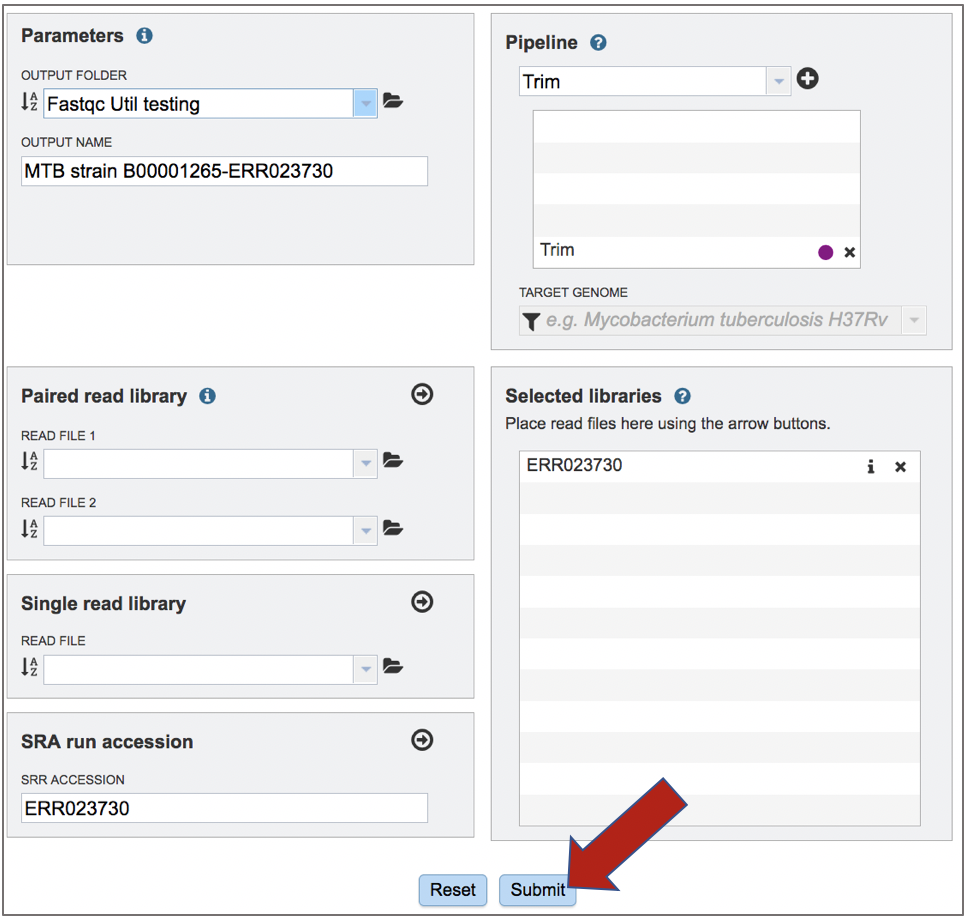 Parameters
OUTPUT FOLDER
Fastqc Util testing
OUTPUT NAME
MTB strain B00001265-ERR023730
Pipeline
Trim
Trim
TARGET GENOME
e.g. Mycobacterium tuberculosis H37Rv
Paired read library
READ FILE 1
READ FILE 2
Single read library
READ FILE
SRA run accession
SRR ACCESSION
ERR023730
Selected libraries
Place read files here using the arrow buttons.
ERR023730
Reset
Submit